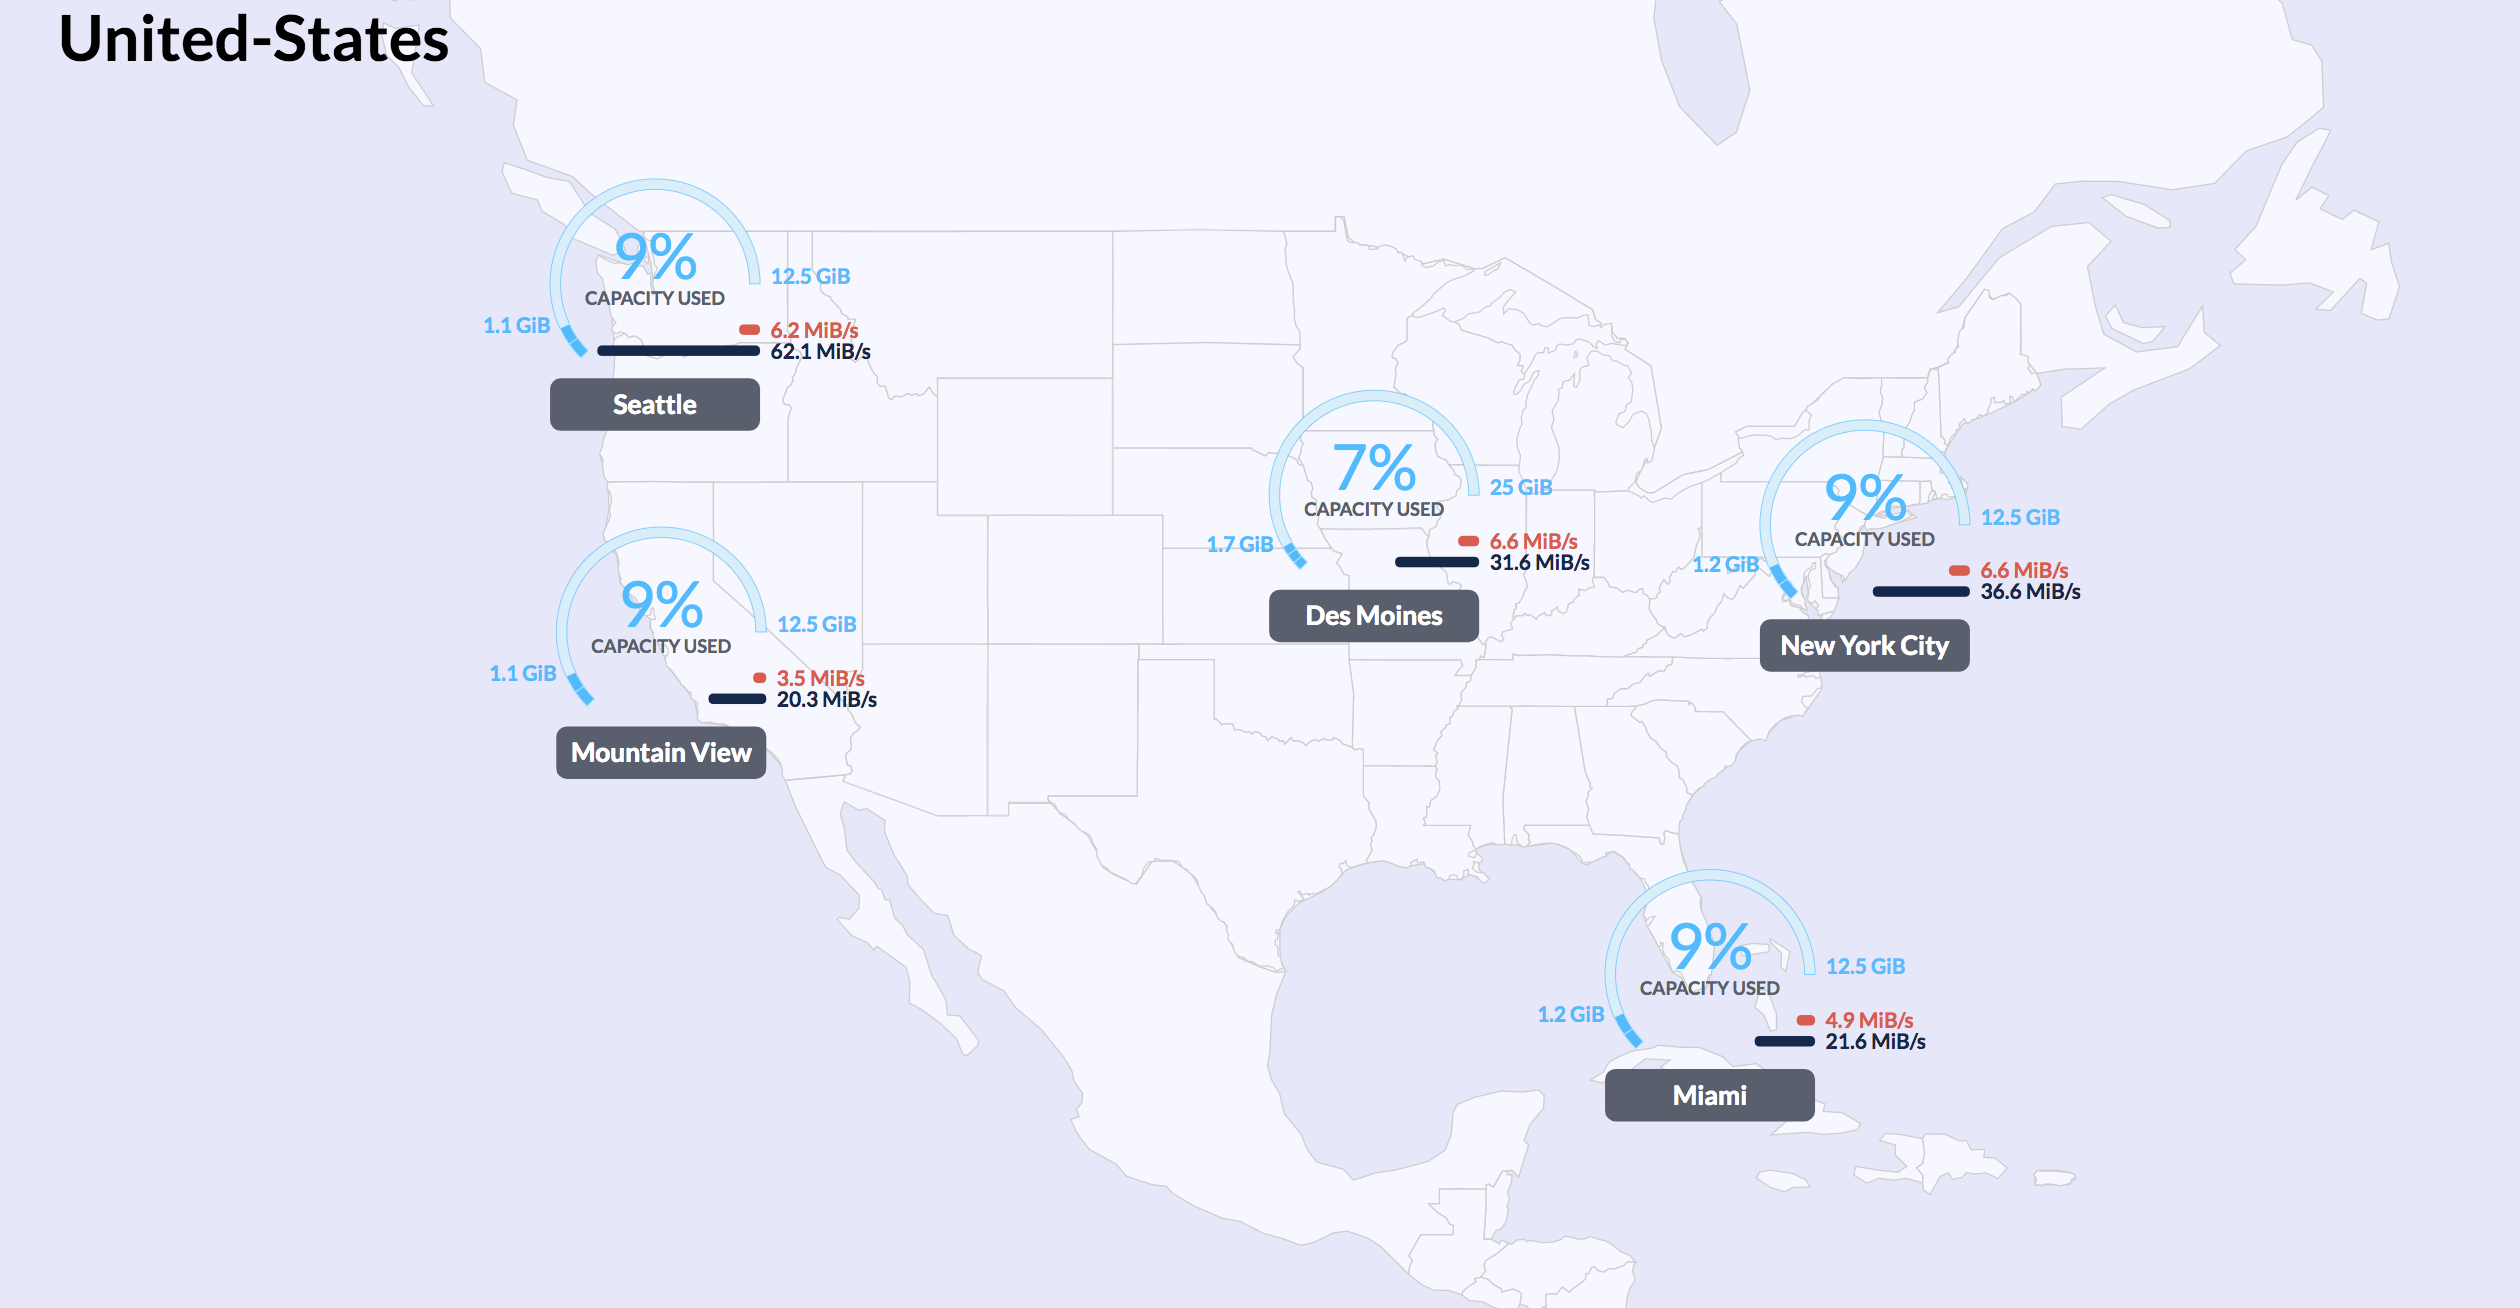 United-States
9%
CAPACITY USED
12.5 GiB
1.1 GiB
6.2 MiB/s
62.1 MiB/s
Seattle
7%
CAPACITY USED
25 GiB
1.7 GiB
6.6 MiB/s
31.6 MiB/s
Des Moines
9%
CAPACITY USED
12.5 GiB
1.2 GiB
6.6 MiB/s
36.6 MiB/s
New York City
9%
CAPACITY USED
12.5 GiB
1.1 GiB
3.5 MiB/s
20.3 MiB/s
Mountain View
9%
CAPACITY USED
12.5 GiB
1.2 GiB
4.9 MiB/s
21.6 MiB/s
Miami